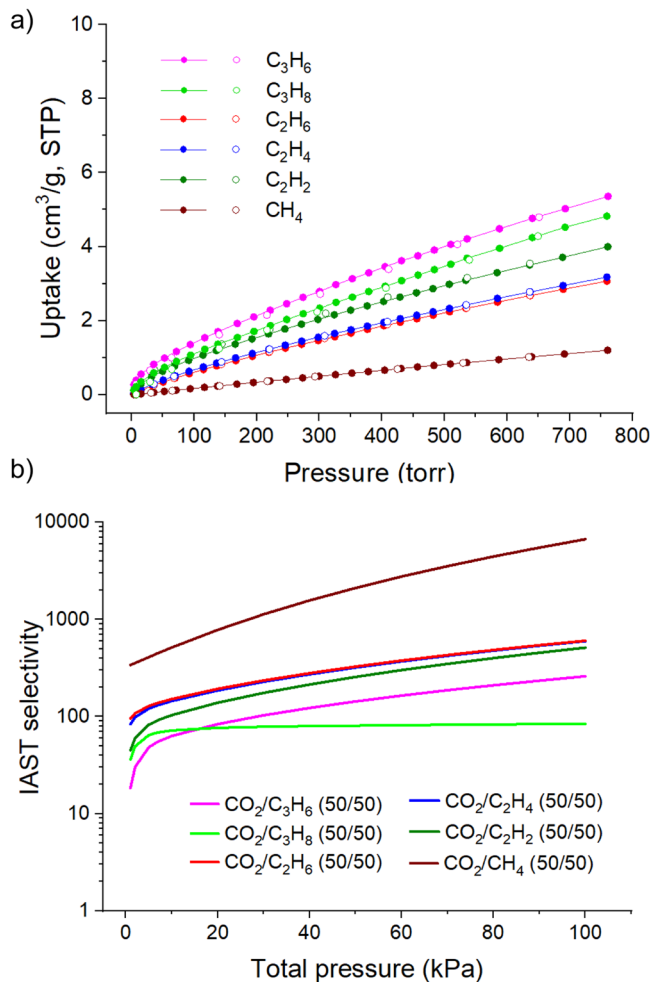 a)
10
8
6
4
2
0
Uptake (cm³/g, STP)
C₃H₆
C₃H₈
C₂H₆
C₂H₄
C₂H₂
CH₄
0 100 200 300 400 500 600 700 800
Pressure (torr)
b)
10000
1000
100
10
1
IAST selectivity
CO₂/C₃H₆ (50/50) CO₂/C₂H₄ (50/50)
CO₂/C₃H₈ (50/50) CO₂/C₂H₂ (50/50)
CO₂/C₂H₆ (50/50) CO₂/CH₄ (50/50)
0 20 40 60 80 100
Total pressure (kPa)